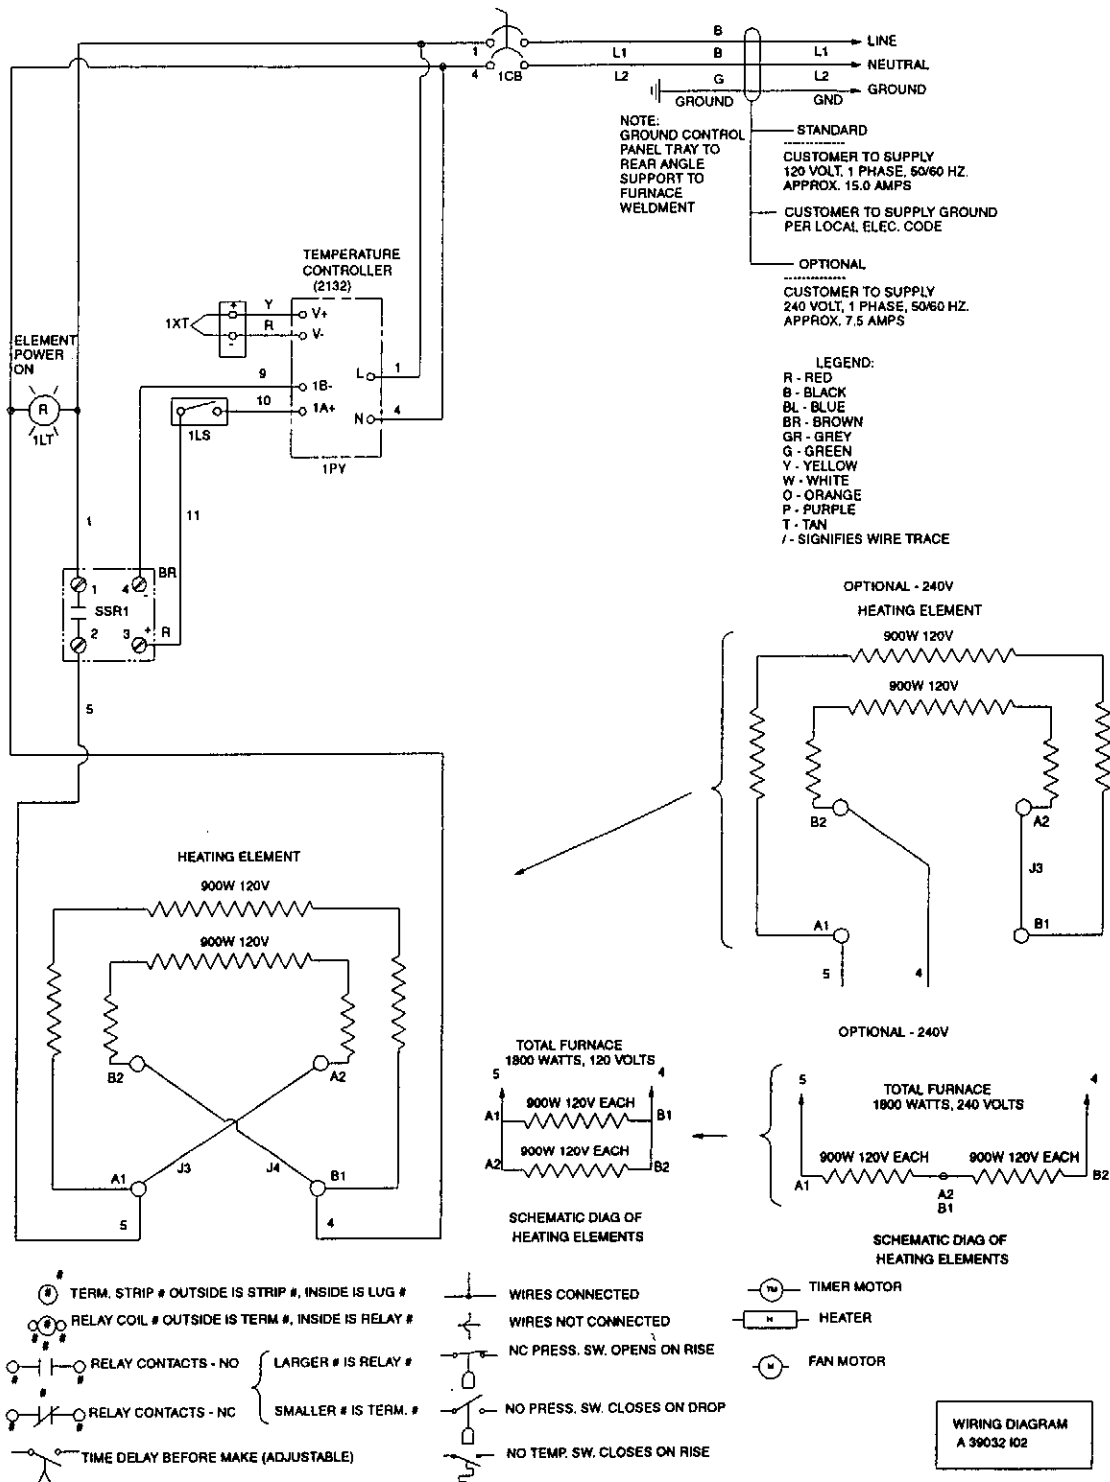 B
LINE
1
L1
B
L1
NEUTRAL
4
1CB
L2
G
L2
GROUND
GROUND
GND
NOTE:
GROUND CONTROL
PANEL TRAY TO
REAR ANGLE
SUPPORT TO
FURNACE
WELDMENT
STANDARD
CUSTOMER TO SUPPLY
120 VOLT, 1 PHASE, 50/60 HZ.
APPROX. 15.0 AMPS
CUSTOMER TO SUPPLY GROUND
PER LOCAL ELEC. CODE
OPTIONAL
CUSTOMER TO SUPPLY
240 VOLT, 1 PHASE, 50/60 HZ.
APPROX. 7.5 AMPS
TEMPERATURE
CONTROLLER
(2132)
1XT
+
Y
V+
R
V-
-
L
1
9
1B-
10
1A+
N
4
1LS
1PY
ELEMENT
POWER
ON
R
1LT
1
11
LEGEND:
R - RED
B - BLACK
BL - BLUE
BR - BROWN
GR - GREY
G - GREEN
Y - YELLOW
W - WHITE
O - ORANGE
P - PURPLE
T - TAN
/ - SIGNIFIES WIRE TRACE
BR
1
4
-
SSR1
2
3
+
R
5
OPTIONAL - 240V
HEATING ELEMENT
900W 120V
900W 120V
B2
A2
J3
A1
B1
5
4
HEATING ELEMENT
900W 120V
900W 120V
B2
A2
A1
J3
J4
B1
5
4
TOTAL FURNACE
1800 WATTS, 120 VOLTS
5
4
A1
900W 120V EACH
B1
A2
900W 120V EACH
B2
SCHEMATIC DIAG OF
HEATING ELEMENTS
OPTIONAL - 240V
5
4
TOTAL FURNACE
1800 WATTS, 240 VOLTS
900W 120V EACH
900W 120V EACH
A1
A2
B1
B2
SCHEMATIC DIAG OF
HEATING ELEMENTS
#
# TERM. STRIP # OUTSIDE IS STRIP #, INSIDE IS LUG #
# RELAY COIL # OUTSIDE IS TERM #, INSIDE IS RELAY #
# # #
RELAY CONTACTS - NO
# #
#
RELAY CONTACTS - NC
# #
LARGER # IS RELAY #
SMALLER # IS TERM. #
TIME DELAY BEFORE MAKE (ADJUSTABLE)
WIRES CONNECTED
WIRES NOT CONNECTED
NC PRESS. SW. OPENS ON RISE
NO PRESS. SW. CLOSES ON DROP
NO TEMP. SW. CLOSES ON RISE
TM TIMER MOTOR
H HEATER
M FAN MOTOR
WIRING DIAGRAM
A 39032 I02